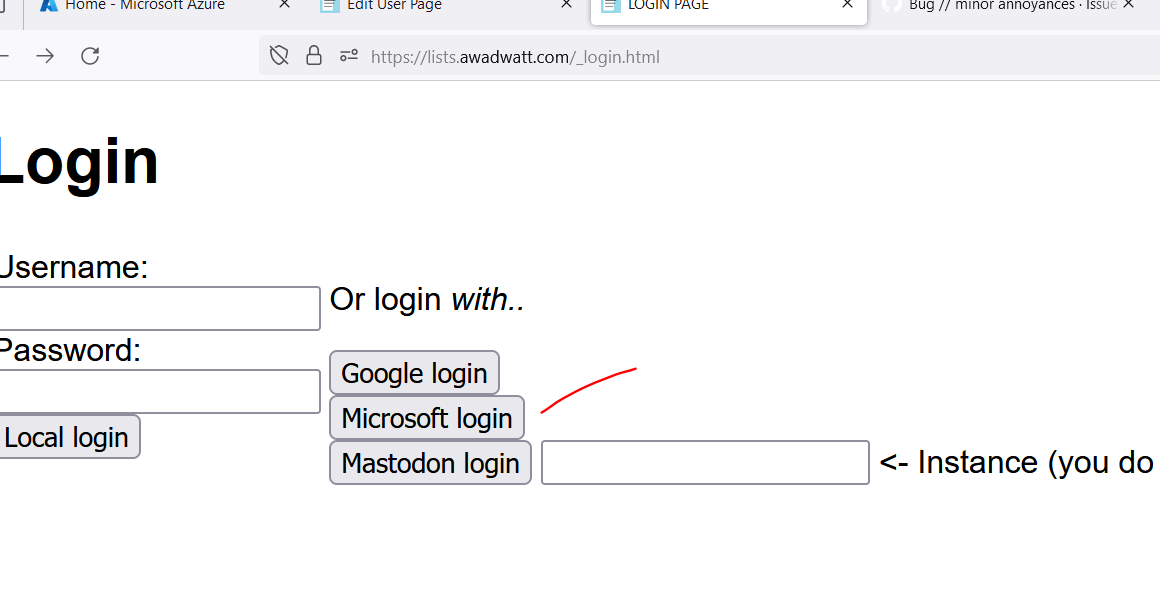 Home - Microsoft Azure
Edit User Page
LOGIN PAGE
Bug // minor annoyances · Issue
https://lists.awadwatt.com/_login.html
Login
Username:
Or login with..
Password:
Google login
Microsoft login
Local login
Mastodon login
<- Instance (you do